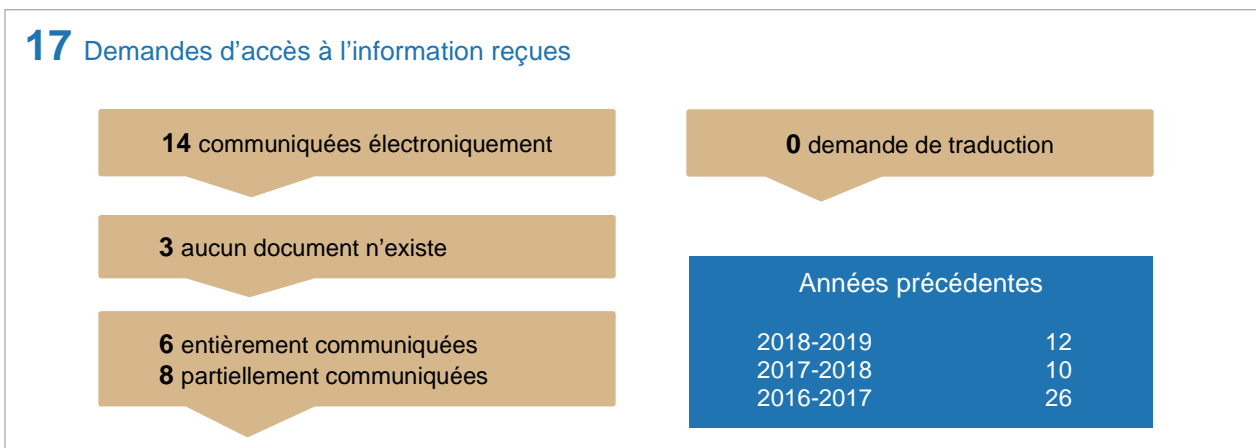 17 Demandes d’accès à l’information reçues
14 communiquées électroniquement
3 aucun document n’existe
6 entièrement communiquées
8 partiellement communiquées
0 demande de traduction
Années précédentes
2018-2019 12
2017-2018 10
2016-2017 26